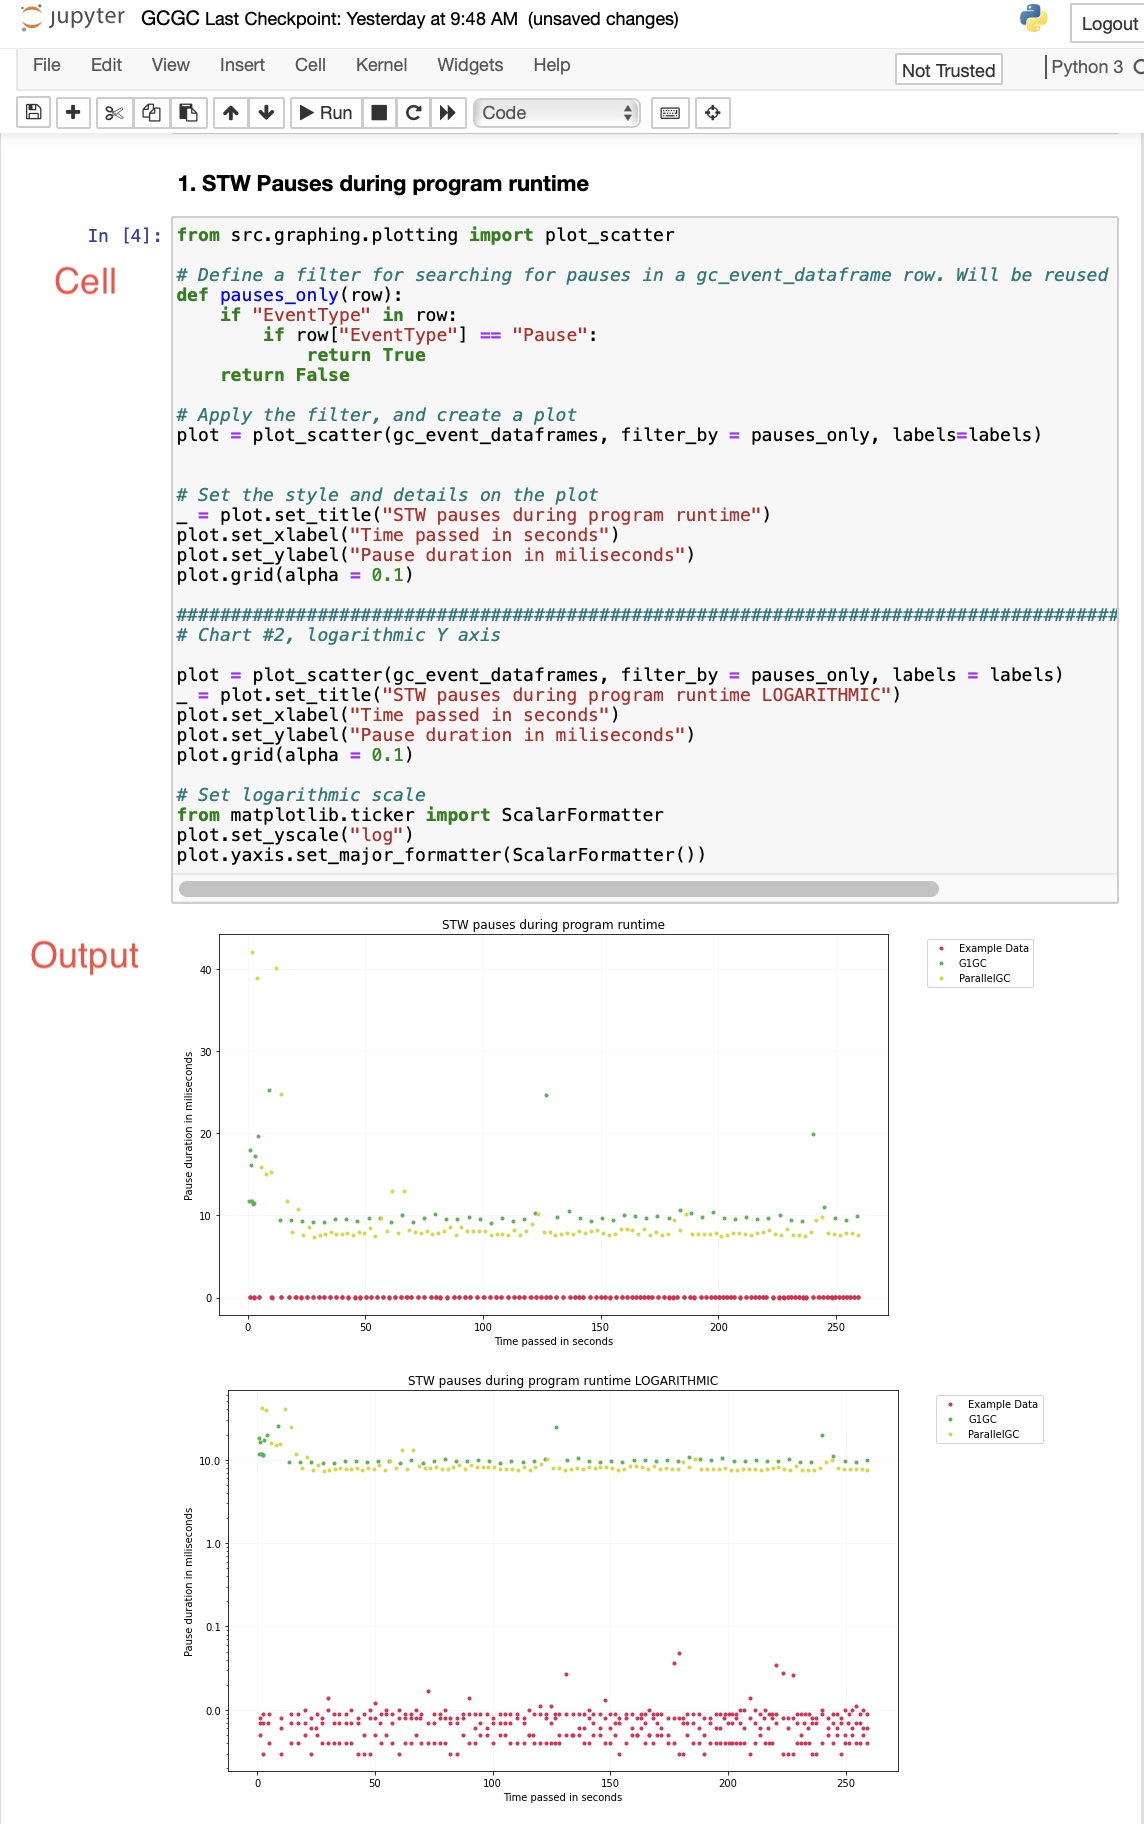 jupyter GCGC Last Checkpoint: Yesterday at 9:48 AM (unsaved changes) Logout
File Edit View Insert Cell Kernel Widgets Help Not Trusted Python 3
Run Code
1. STW Pauses during program runtime
In [4]:
Cell
from src.graphing.plotting import plot_scatter
# Define a filter for searching for pauses in a gc_event_dataframe row. Will be reused
def pauses_only(row):
    if "EventType" in row:
        if row["EventType"] == "Pause":
            return True
    return False
# Apply the filter, and create a plot
plot = plot_scatter(gc_event_dataframes, filter_by = pauses_only, labels=labels)
# Set the style and details on the plot
_ = plot.set_title("STW pauses during program runtime")
plot.set_xlabel("Time passed in seconds")
plot.set_ylabel("Pause duration in miliseconds")
plot.grid(alpha = 0.1)
#######################################################################################
# Chart #2, logarithmic Y axis
plot = plot_scatter(gc_event_dataframes, filter_by = pauses_only, labels = labels)
_ = plot.set_title("STW pauses during program runtime LOGARITHMIC")
plot.set_xlabel("Time passed in seconds")
plot.set_ylabel("Pause duration in miliseconds")
plot.grid(alpha = 0.1)
# Set logarithmic scale
from matplotlib.ticker import ScalarFormatter
plot.set_yscale("log")
plot.yaxis.set_major_formatter(ScalarFormatter())
Output
STW pauses during program runtime
Example Data
G1GC
ParallelGC
Pause duration in miliseconds
40
30
20
10
0
0 50 100 150 200 250
Time passed in seconds
STW pauses during program runtime LOGARITHMIC
Example Data
G1GC
ParallelGC
Pause duration in miliseconds
10.0
1.0
0.1
0.0
0 50 100 150 200 250
Time passed in seconds